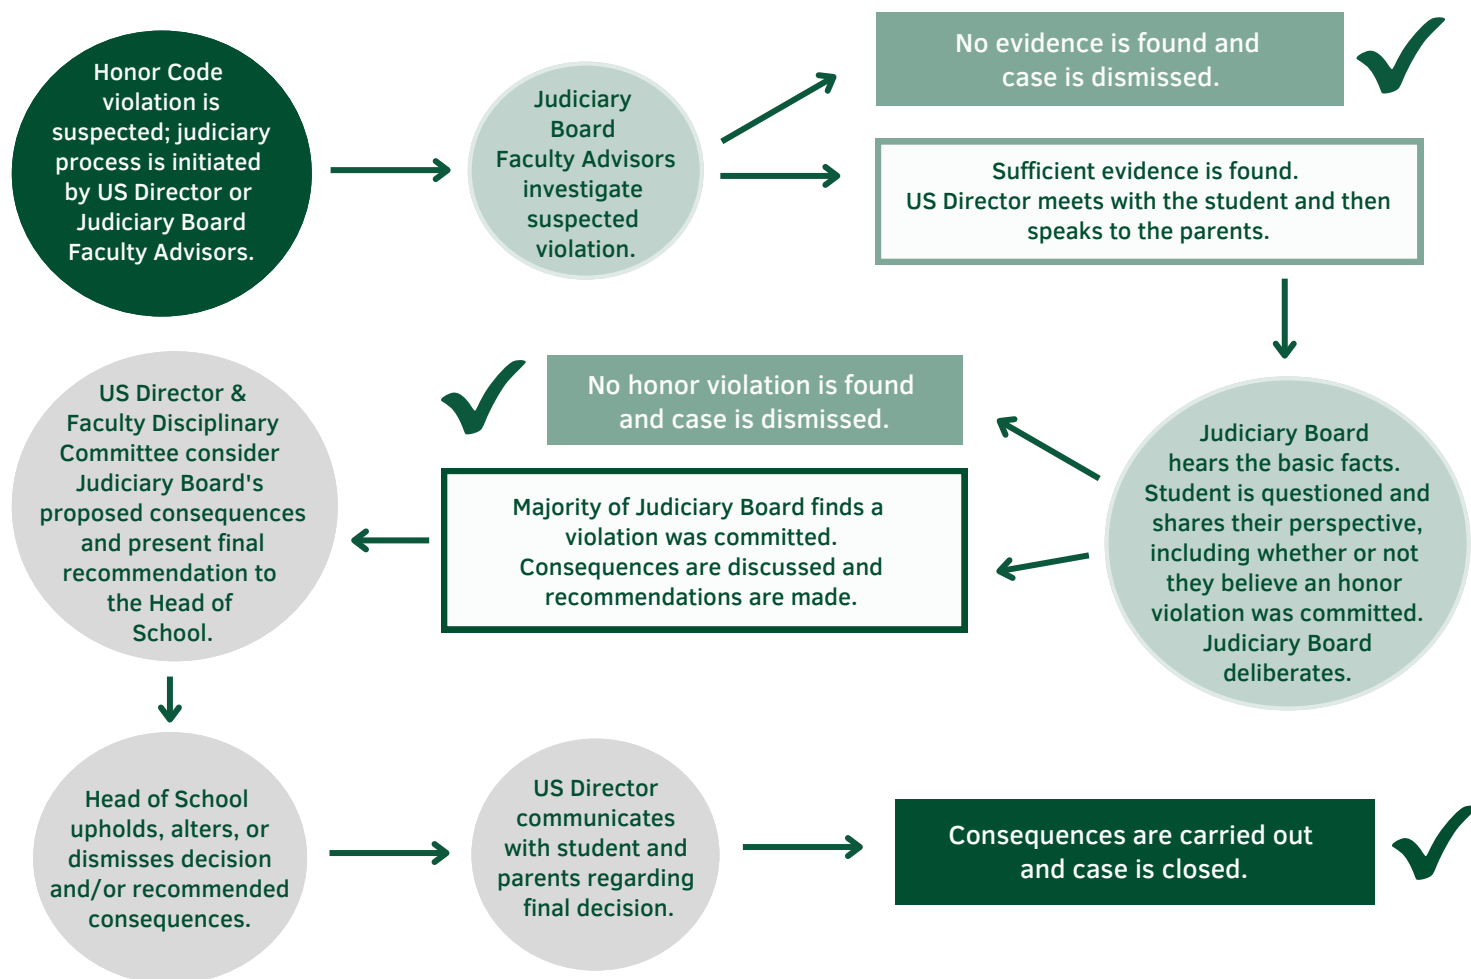 Honor Code
violation is
suspected; judiciary
process is initiated
by US Director or
Judiciary Board
Faculty Advisors.
Judiciary
Board
Faculty Advisors
investigate
suspected
violation.
No evidence is found and
case is dismissed.
Sufficient evidence is found.
US Director meets with the student and then
speaks to the parents.
Judiciary Board
hears the basic facts.
Student is questioned and
shares their perspective,
including whether or not
they believe an honor
violation was committed.
Judiciary Board
deliberates.
No honor violation is found
and case is dismissed.
Majority of Judiciary Board finds a
violation was committed.
Consequences are discussed and
recommendations are made.
US Director &
Faculty Disciplinary
Committee consider
Judiciary Board's
proposed consequences
and present final
recommendation to
the Head of
School.
Head of School
upholds, alters, or
dismisses decision
and/or recommended
consequences.
US Director
communicates
with student and
parents regarding
final decision.
Consequences are carried out
and case is closed.